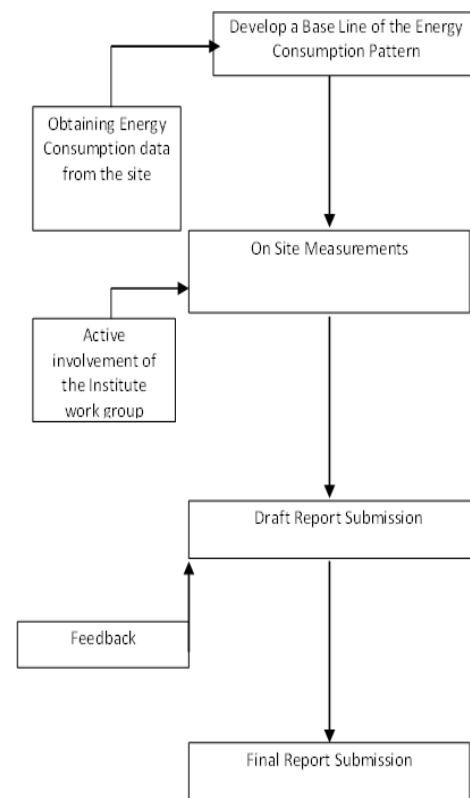 Develop a Base Line of the Energy
Consumption Pattern
Obtaining Energy
Consumption data
from the site
On Site Measurements
Active
involvement of
the Institute
work group
Draft Report Submission
Feedback
Final Report Submission